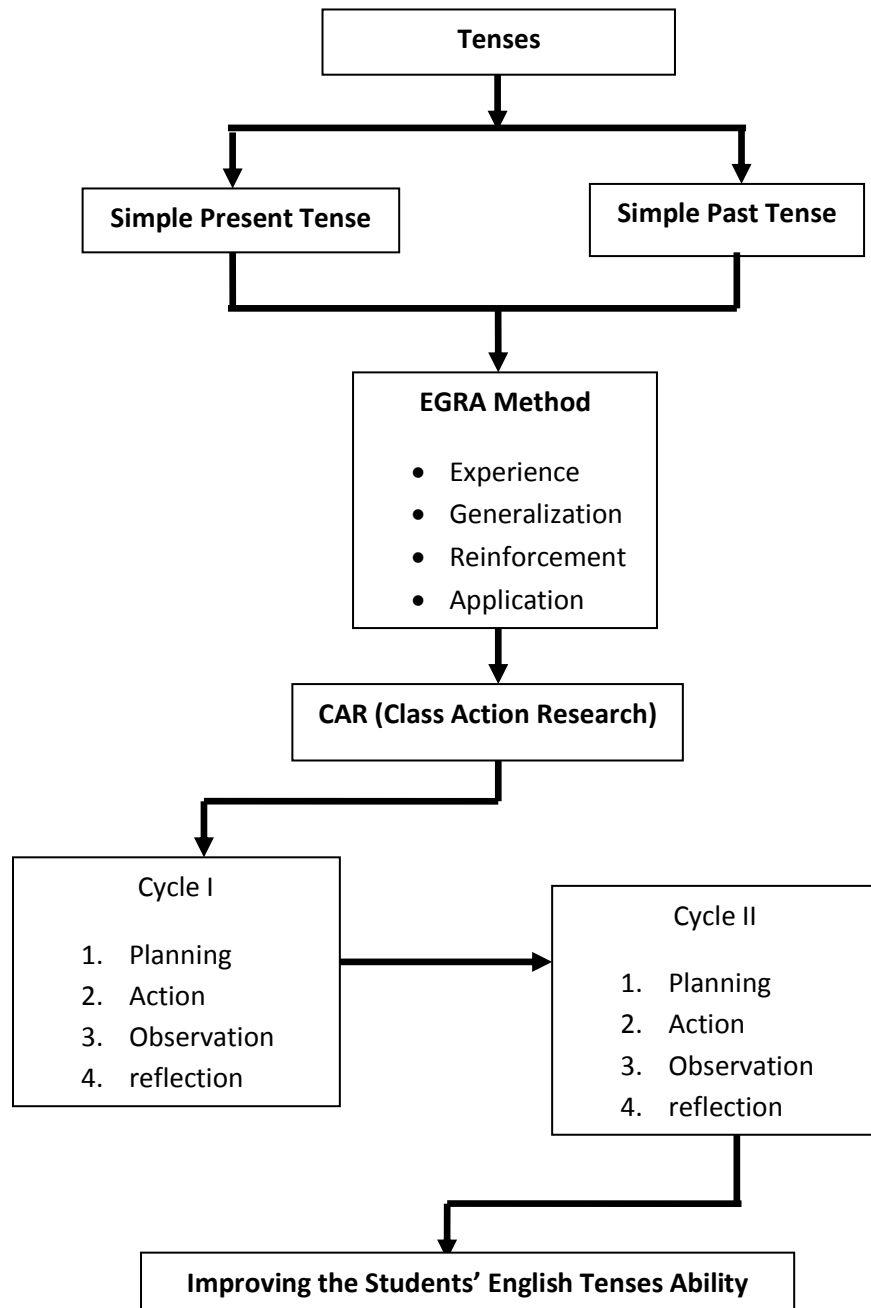 Tenses
Simple Present Tense
Simple Past Tense
EGRA Method
• Experience
• Generalization
• Reinforcement
• Application
CAR (Class Action Research)
Cycle I
1. Planning
2. Action
3. Observation
4. reflection
Cycle II
1. Planning
2. Action
3. Observation
4. reflection
Improving the Students’ English Tenses Ability